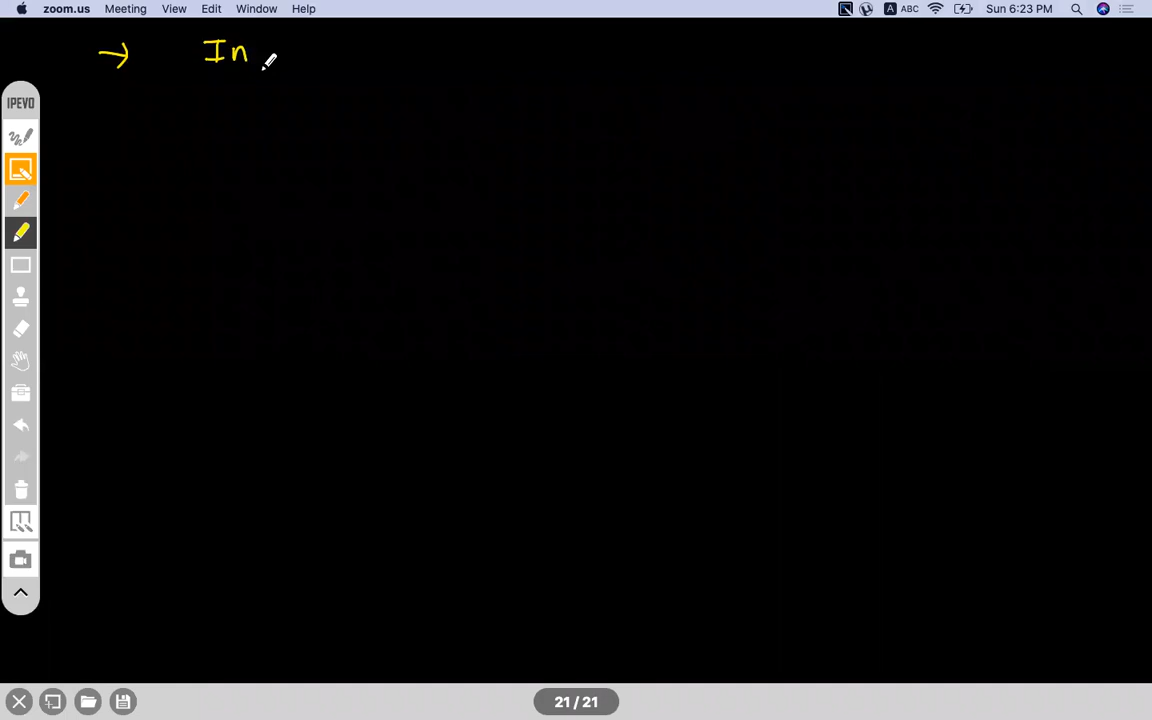 zoom.us Meeting View Edit Window Help A ABC Sun 6:23 PM
→ In
IPEVO
21 / 21